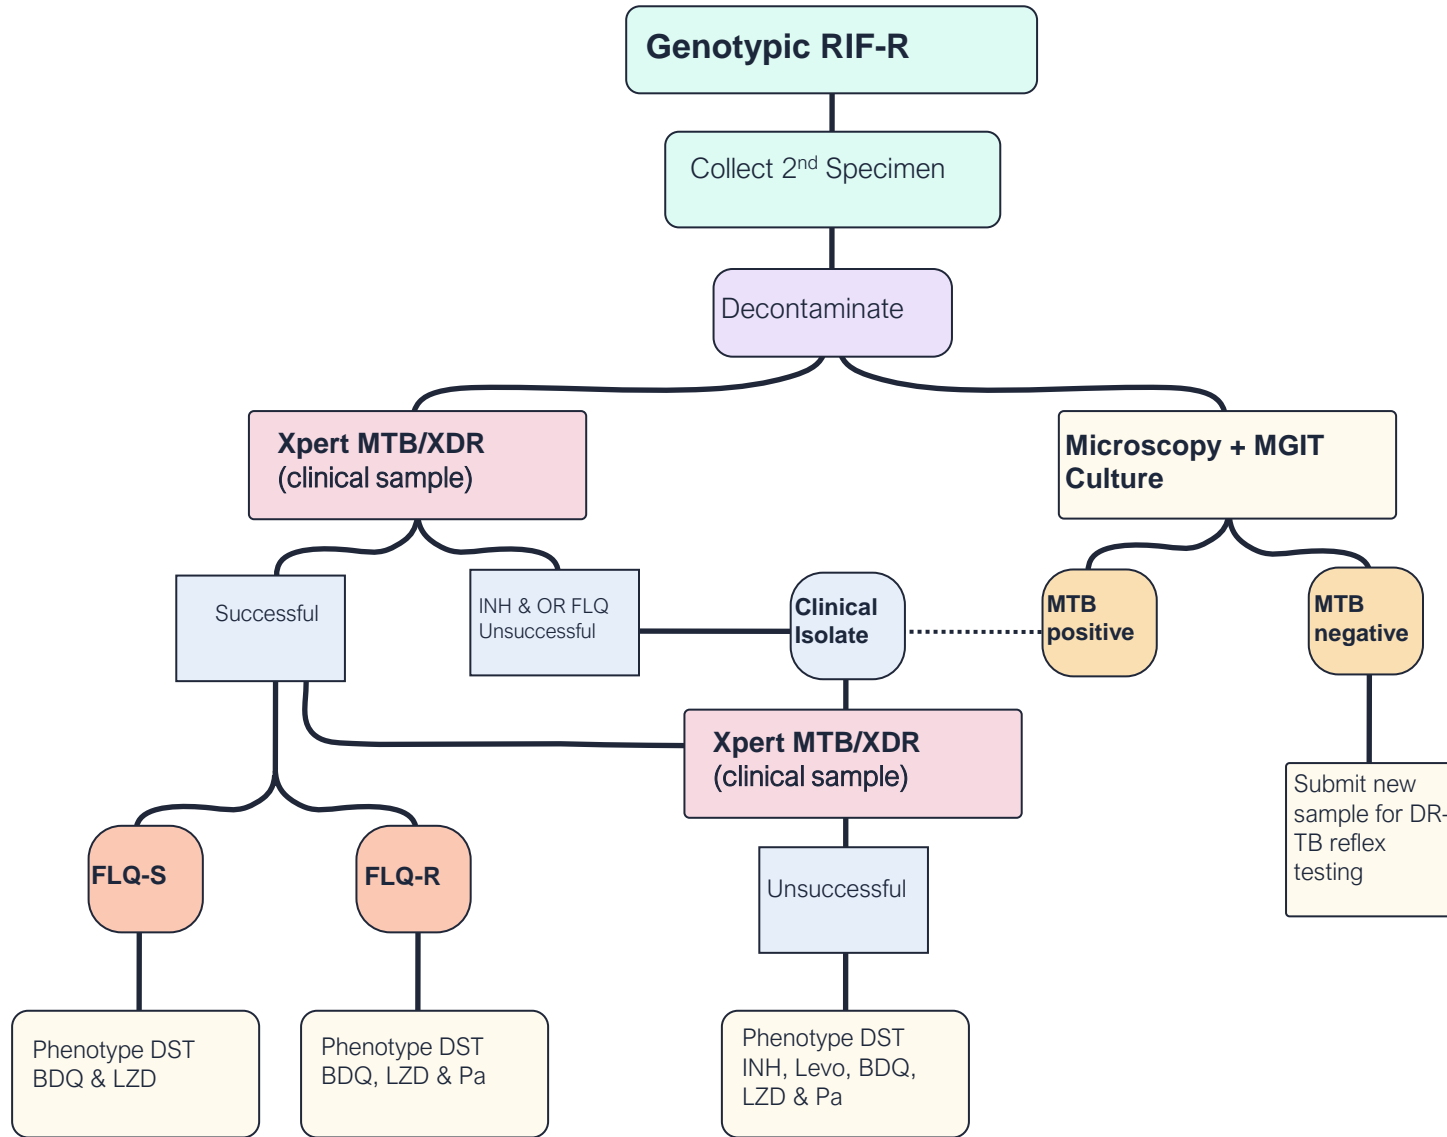 Genotypic RIF-R
Collect 2nd Specimen
Decontaminate
Xpert MTB/XDR
(clinical sample)
Microscopy + MGIT
Culture
Successful
INH & OR FLQ
Unsuccessful
Clinical
Isolate
MTB
positive
MTB
negative
Xpert MTB/XDR
(clinical sample)
Submit new
sample for DR-
TB reflex
testing
FLQ-S
FLQ-R
Unsuccessful
Phenotype DST
BDQ & LZD
Phenotype DST
BDQ, LZD & Pa
Phenotype DST
INH, Levo, BDQ,
LZD & Pa